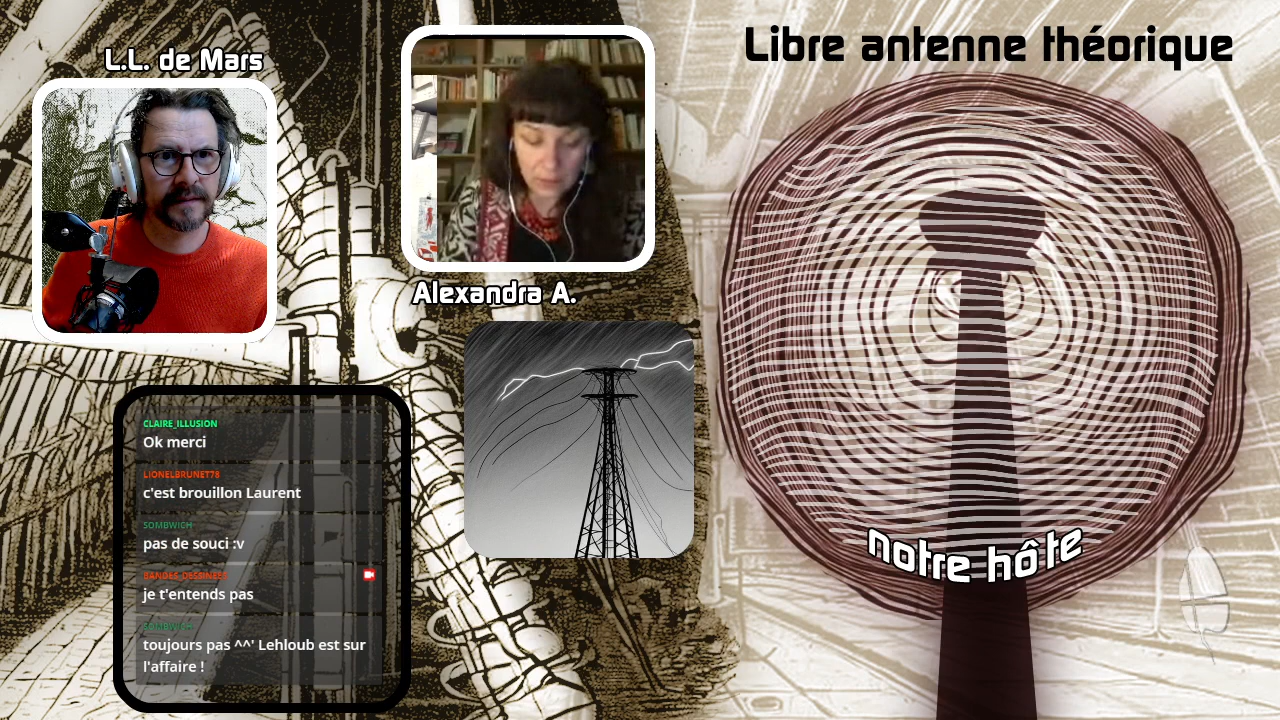 L.L. de Mars
Libre antenne théorique
Alexandra A.
CLAIRE_ILLUSION
Ok merci
LIONELBRUNET78
c'est brouillon Laurent
SOMBWICH
pas de souci :v
BANDES_DESSINEES
je t'entends pas
SOMBWICH
toujours pas ^^' Lehloub est sur
l'affaire !
notre hôte